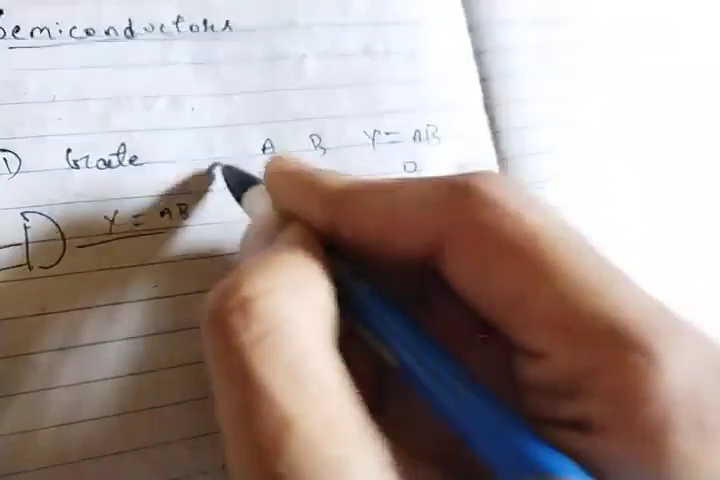 Semiconductors
1) Gate A B Y = AB
0
Y = AB